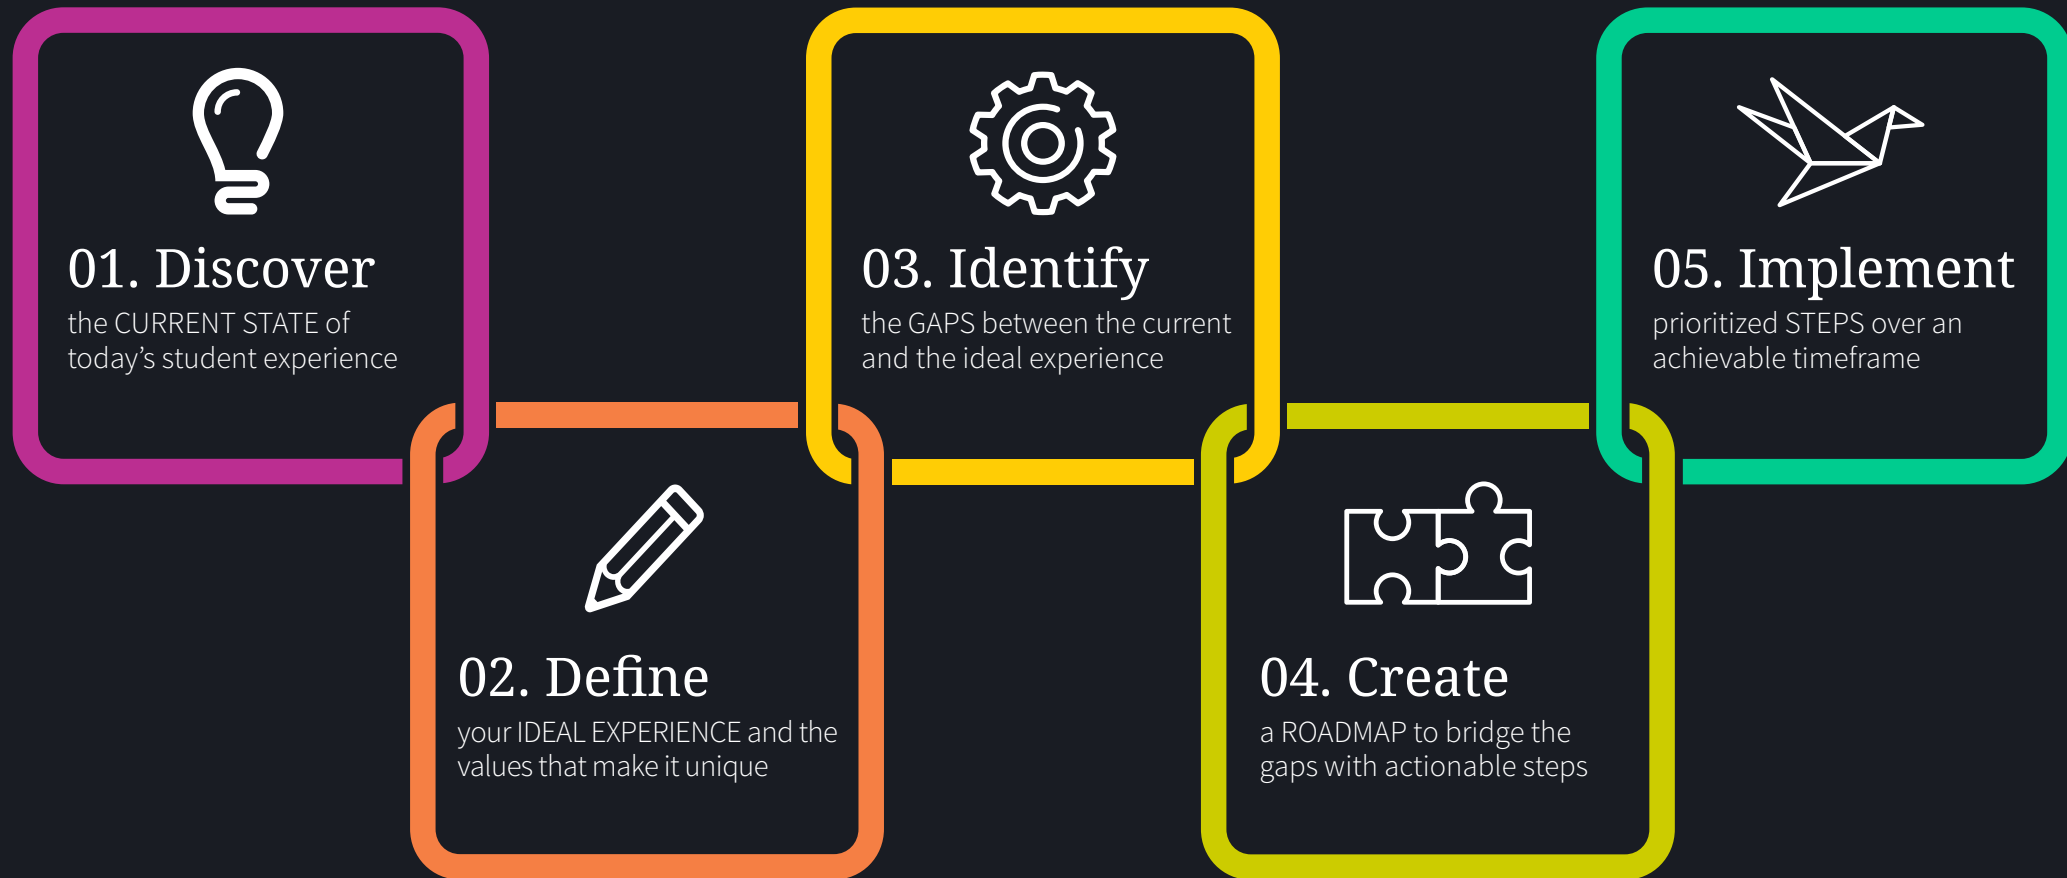 01. Discover
the CURRENT STATE of
today’s student experience
02. Define
your IDEAL EXPERIENCE and the
values that make it unique
03. Identify
the GAPS between the current
and the ideal experience
04. Create
a ROADMAP to bridge the
gaps with actionable steps
05. Implement
prioritized STEPS over an
achievable timeframe